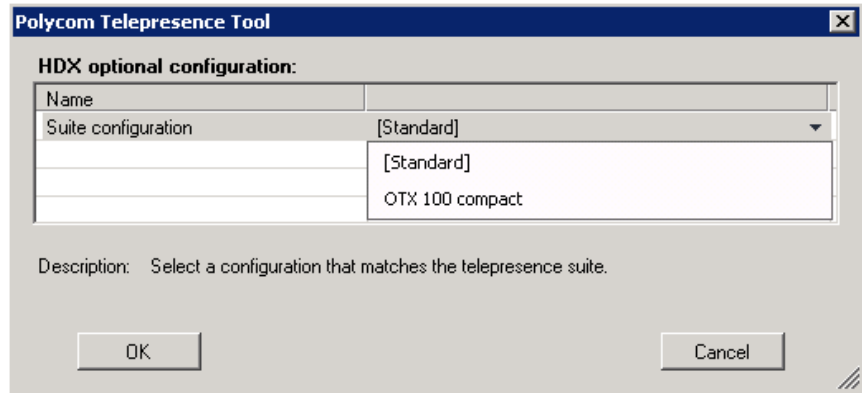 Polycom Telepresence Tool
HDX optional configuration:
Name
Suite configuration [Standard]
[Standard]
OTX 100 compact
Description: Select a configuration that matches the telepresence suite.
OK Cancel